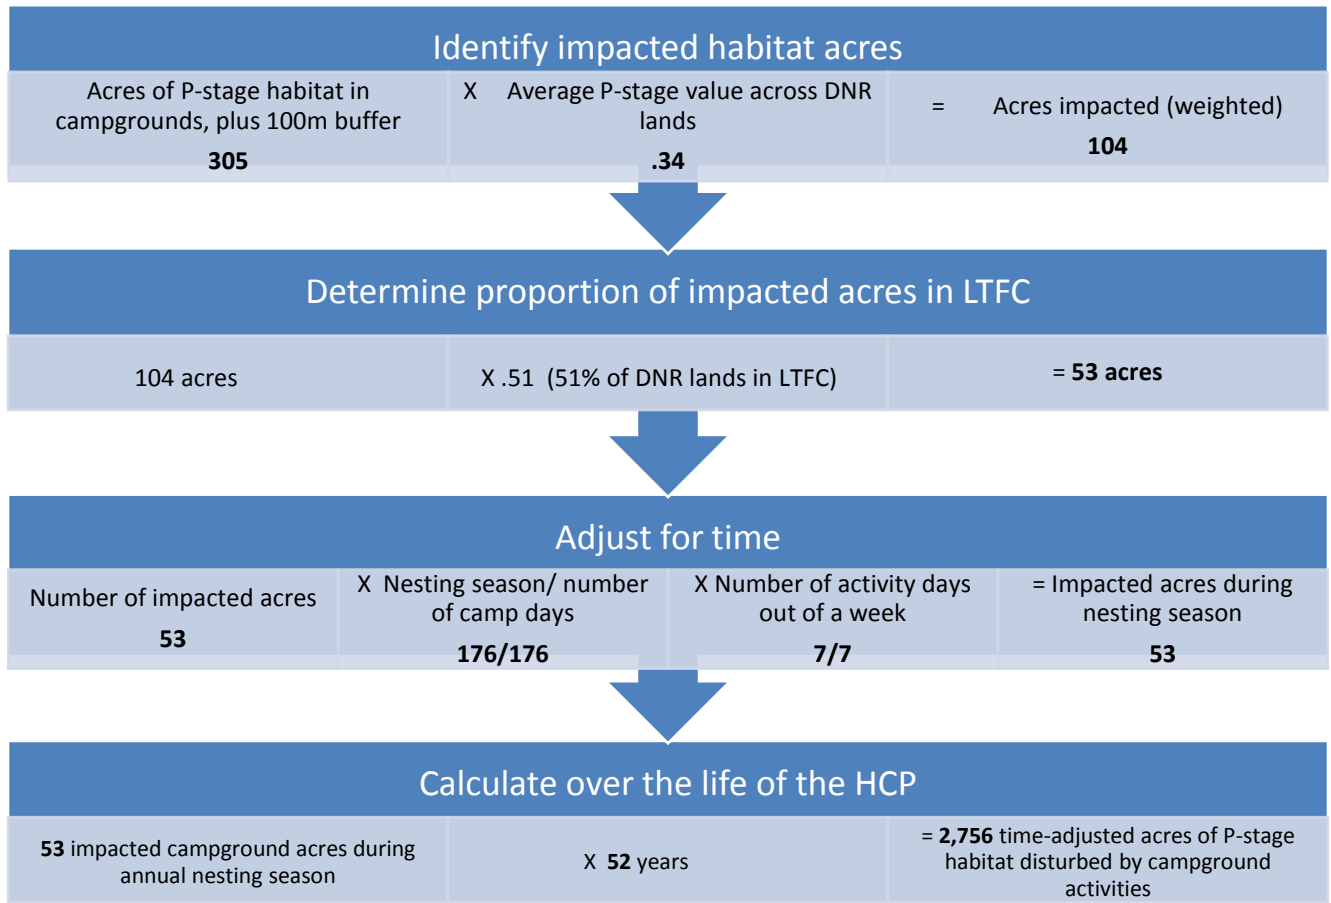 Identify impacted habitat acres
Acres of P-stage habitat in
campgrounds, plus 100m buffer
305
X Average P-stage value across DNR
lands
.34
= Acres impacted (weighted)
104
Determine proportion of impacted acres in LTFC
104 acres
X .51 (51% of DNR lands in LTFC)
= 53 acres
Adjust for time
Number of impacted acres
53
X Nesting season/ number
of camp days
176/176
X Number of activity days
out of a week
7/7
= Impacted acres during
nesting season
53
Calculate over the life of the HCP
53 impacted campground acres during
annual nesting season
X 52 years
= 2,756 time-adjusted acres of P-stage
habitat disturbed by campground
activities